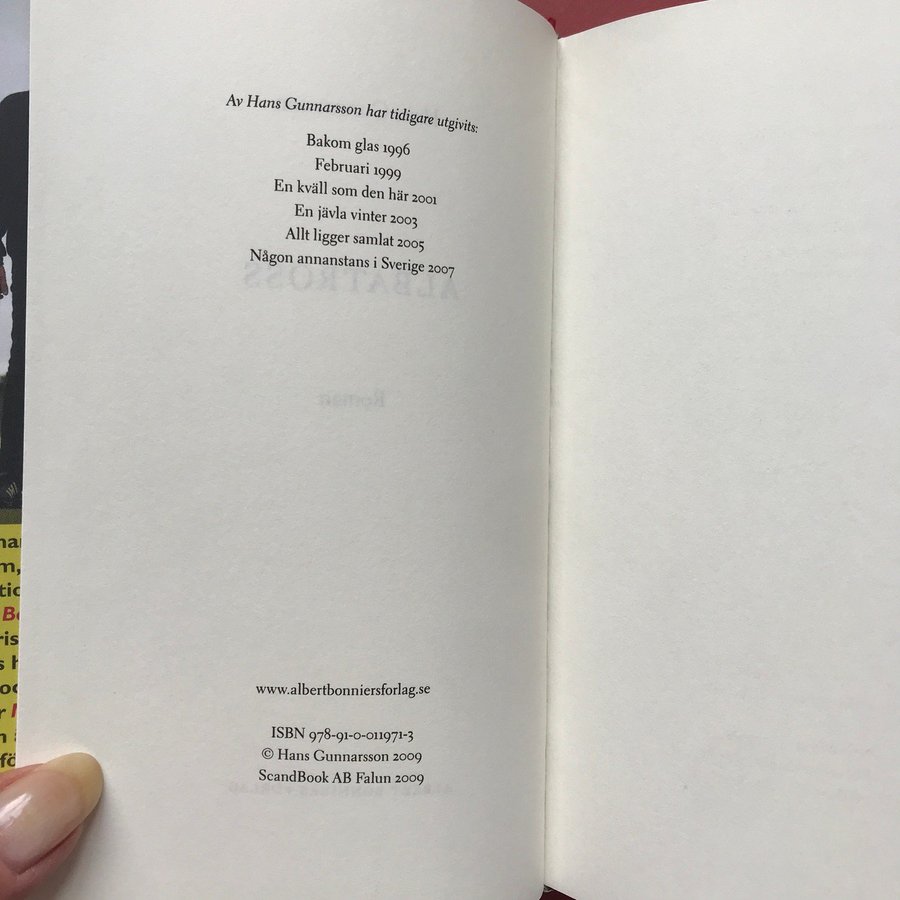 Av Hans Gunnarsson har tidigare utgivits:
Bakom glas 1996
Februari 1999
En kväll som den här 2001
En jävla vinter 2003
Allt ligger samlat 2005
Någon annanstans i Sverige 2007
ALBATROSS
Roman
www.albertbonniersforlag.se
ISBN 978-91-0-011971-3
© Hans Gunnarsson 2009
ScandBook AB Falun 2009